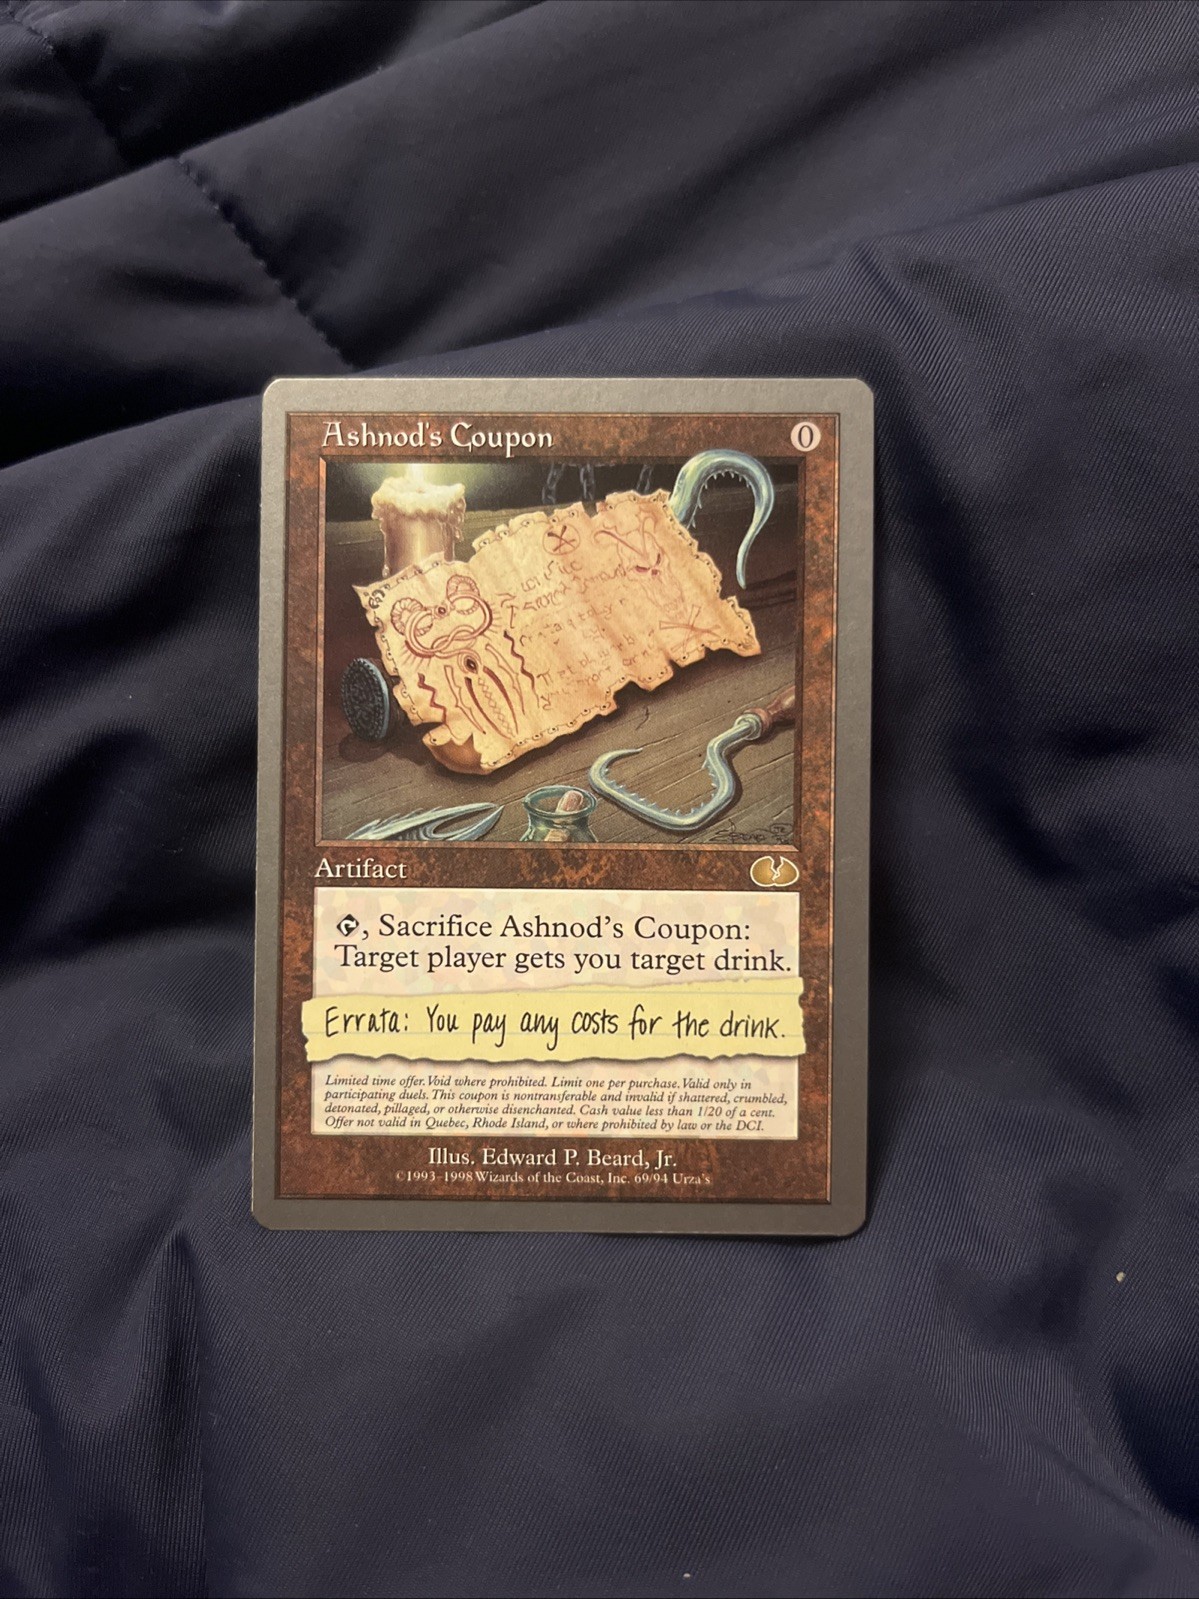 Ashnod's Coupon
0
Artifact
, Sacrifice Ashnod's Coupon:
Target player gets you target drink.
Errata: You pay any costs for the drink.
Limited time offer. Void where prohibited. Limit one per purchase. Valid only in
participating duels. This coupon is nontransferable and invalid if shattered, crumbled,
detonated, pillaged, or otherwise disenchanted. Cash value less than 1/20 of a cent.
Offer not valid in Quebec, Rhode Island, or where prohibited by law or the DCI.
Illus. Edward P. Beard, Jr.
©1993–1998 Wizards of the Coast, Inc. 69/94 Urza's